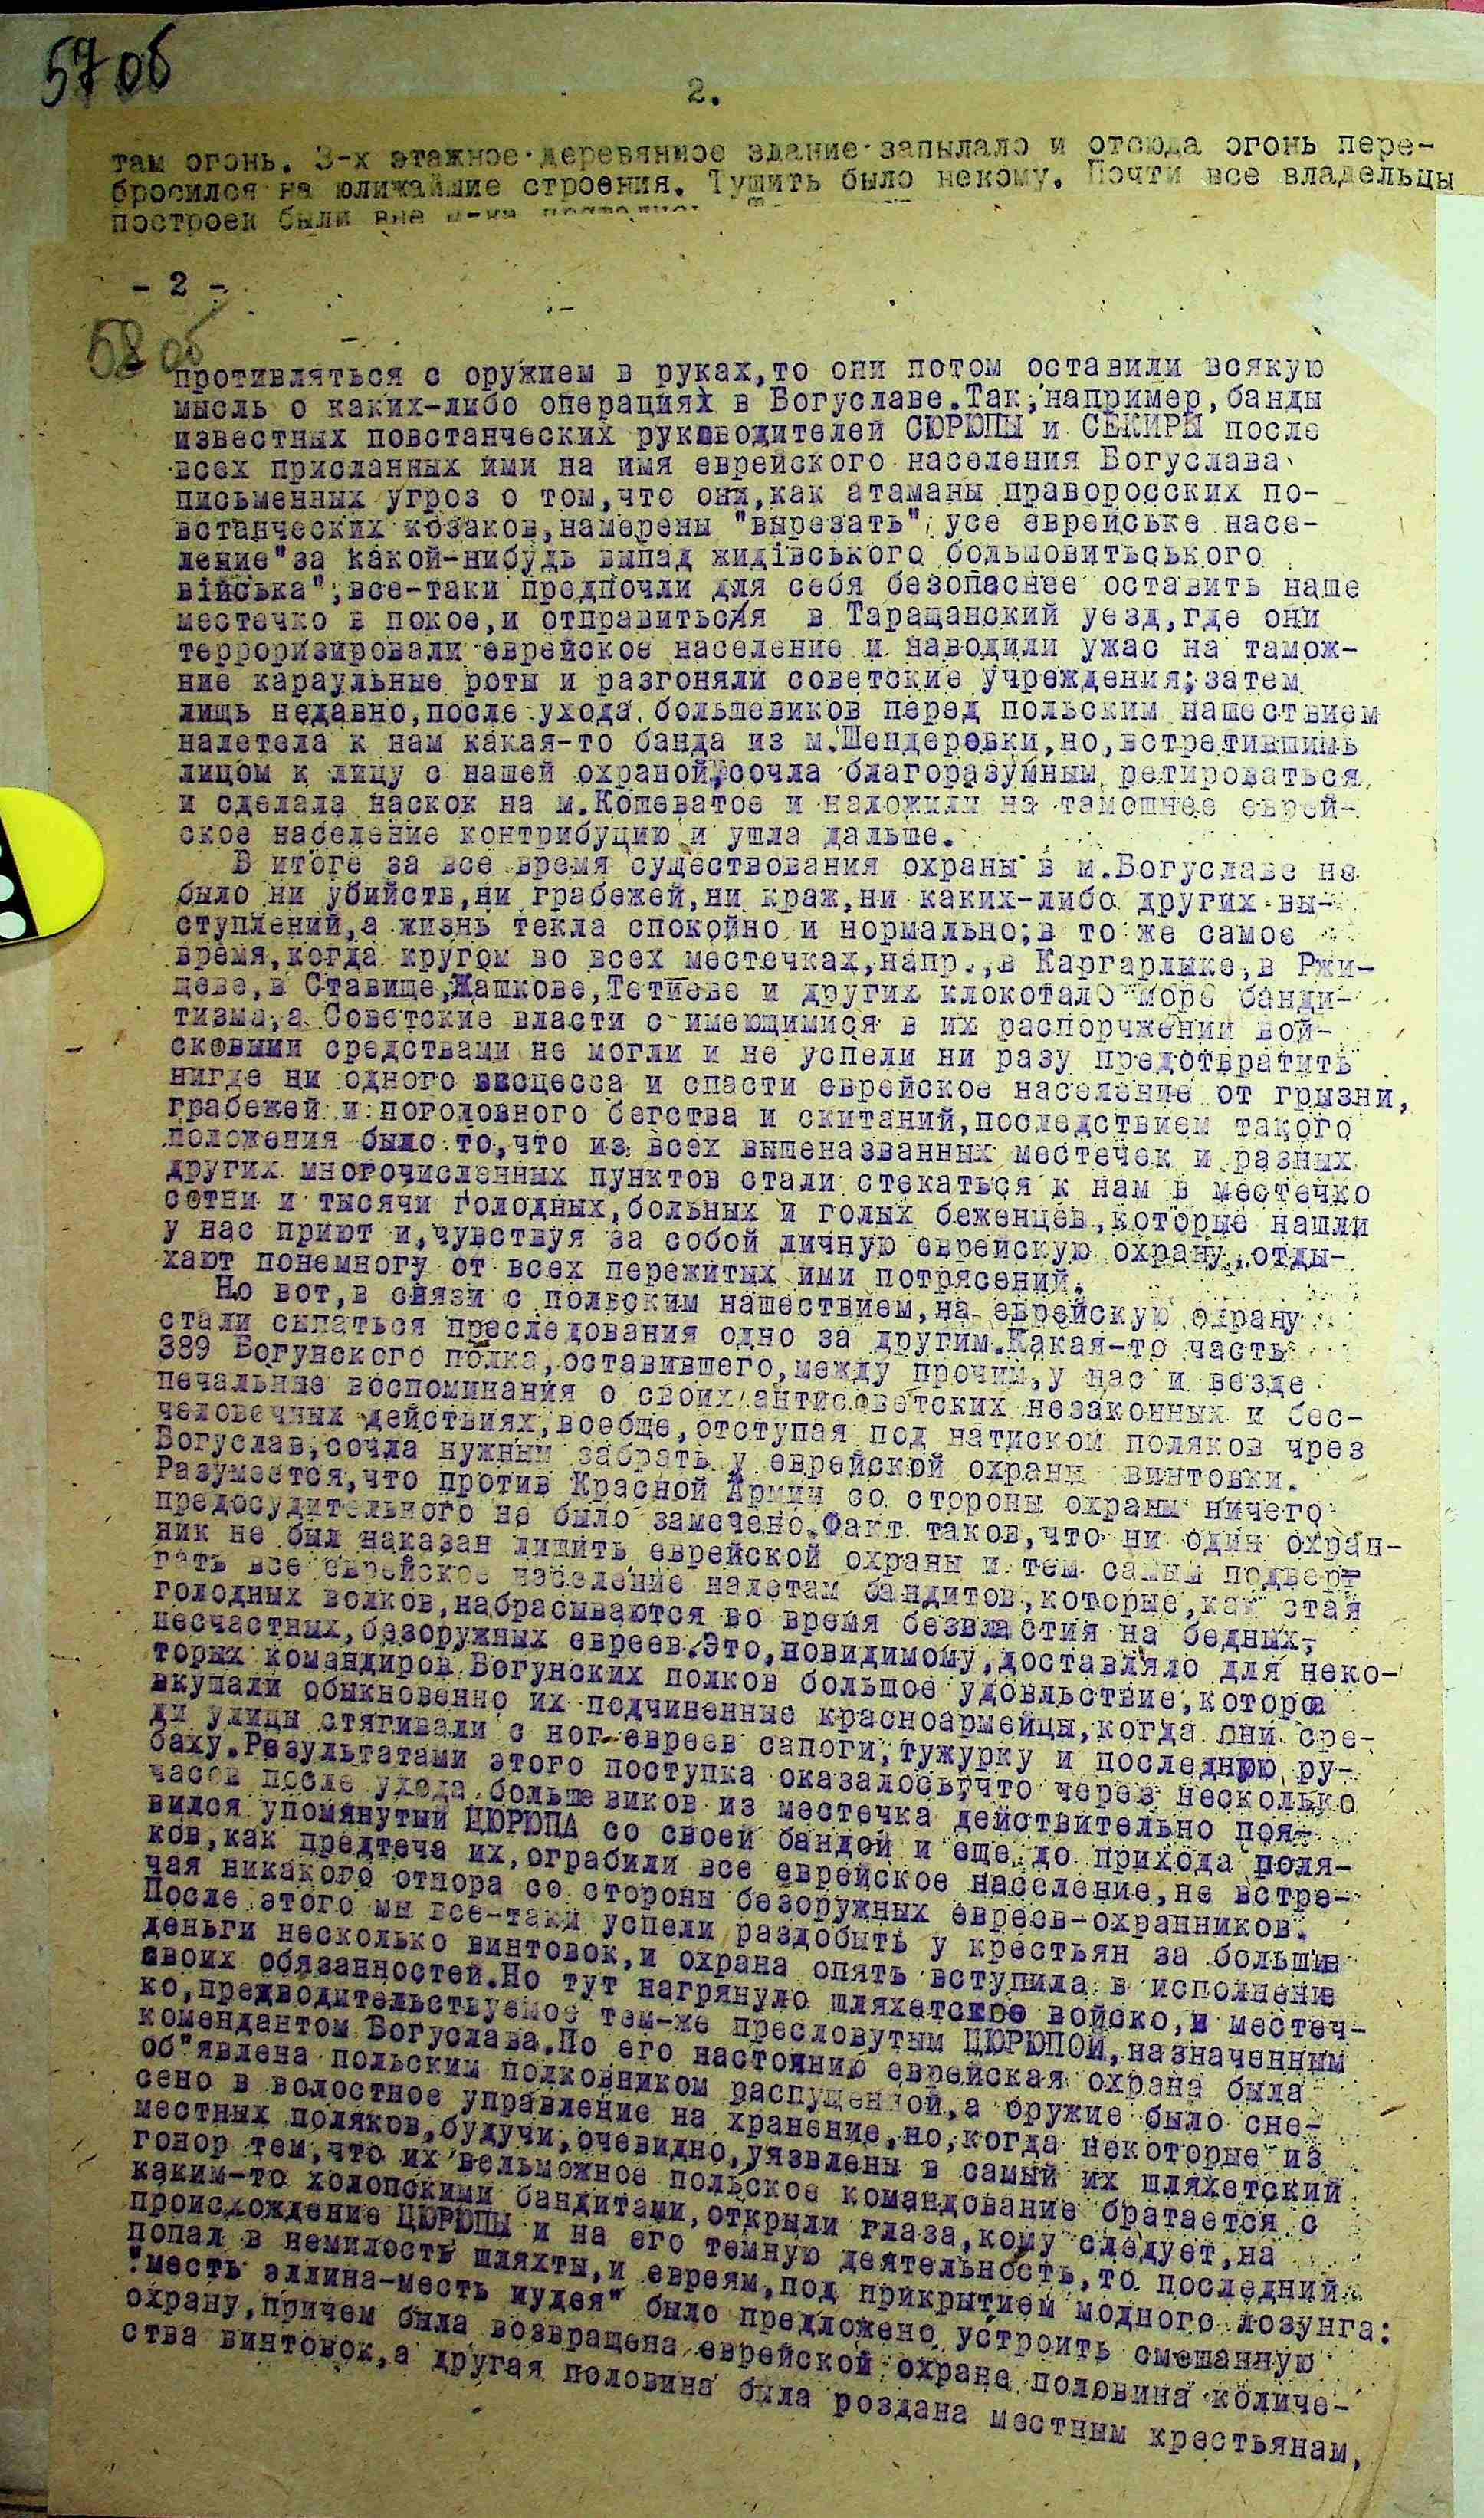 57 об
2.
там огонь. 3-х этажное деревянное здание запылало и отсюда огонь пере-
бросился на юлижайшие строения. Тушить было некому. Почти все владельцы
построек были вне м-ка
- 2 -
58 об
противляться с оружием в руках,то они потом оставили всякую
мысль о каких-либо операциях в Богуславе.Так,например,банды
известных повстанческих руководителей СЮРЮПЫ и СЕКИРЫ после
всех присланных ими на имя еврейского населения Богуслава
письменных угроз о том,что они,как атаманы праворосских по-
встанческих козаков,намерены "вырезать" усе еврейське насе-
ление"за какой-нибудь выпад жидівського большовитьського
війська",все-таки предпочли для себя безопаснее оставить наше
местечко в покое,и отправиться в Таращанский уезд,где они
терроризировали еврейское население и наводили ужас на тамож-
ние караульные роты и разгоняли советские учреждения;затем
лищь недавно,после ухода большевиков перед польским нашествием
налетела к нам какая-то банда из м.Шендеровки,но,встретившимь
лицом к лицу с нашей охраной,сочла благоразумным ретироваться
и сделала наскок на м.Кошеватое и наложили на тамошнее еврей-
ское население контрибуцию и ушла дальше.
В итоге за все время существования охраны в м.Богуславе не
было ни убийств,ни грабежей,ни краж,ни каких-либо других вы-
ступлений,а жизнь текла спокойно и нормально;в то же самое
время,когда кругом во всех местечках,напр.,в Каргарлыке,в Ржи-
щеве,в Ставище,Жашкове,Тетиеве и других клокотало море банди-
тизма,а Советские власти с имеющимися в их распорчжении вой-
сковыми средствами не могли и не успели ни разу предотвратить
нигде ни одного эксцесса и спасти еврейское население от грызни,
грабежей и поголовного бегства и скитаний,последствием такого
положения было то,что из всех вышеназванных местечек и разных
других многочисленных пунктов стали стекаться к нам в местечко
сотни и тысячи голодных,больных и голых беженцев,которые нашли
у нас приют и,чувствуя за собой личную еврейскую охрану,отды-
хают понемногу от всех пережитых ими потрясений.
Но вот,в связи с польским нашествием,на еврейскую охрану
стали сыпаться преследования одно за другим.Какая-то часть
389 Богунского полка,оставившего,между прочим,у нас и везде
печальные воспоминания о своих антисоветских незаконных и бес-
человечных действиях,вообще,отступая под натиском поляков чрез
Богуслав,сочла нужным забрать у еврейской охраны винтовки.
Разумеется,что против Красной Армии со стороны охраны ничего
предосудительного не было замечено.Факт таков,что ни один охран-
ник не был наказан лишить еврейской охраны и тем самым подверг
гать все еврейское население налетам бандитов,которые,как стая
голодных волков,набрасываются во время безвластия на бедных,
несчастных,безоружных евреев.Это,повидимому,доставляло для неко-
торых командиров Богунских полков большое удовльствие,которое
вкушали обыкновенно их подчиненные красноармейцы,когда они сре-
ди улицы стягивали с ног евреев сапоги,тужурку и последнюю ру-
баху.Результатами этого поступка оказалось,что через несколько
часов после ухода большевиков из местечка действительно поя-
вился упомянутый ЦЮРЮПА со своей бандой и еще до прихода поля-
ков,как предтеча их,ограбили все еврейское население,не встре-
чая никакого отпора со стороны безоружных евреев-охранников.
После этого мы все-таки успели раздобыть у крестьян за большие
деньги несколько винтовок,и охрана опять вступила в исполнение
своих обязанностей.Но тут нагрянуло шляхетское войско,в местеч-
ко,предводительствуемое тем-же пресловутым ЦЮРЮПОЙ,назначенным
комендантом Богуслава.По его настоянию еврейская охрана была
об"явлена польским полковником распущенной,а оружие было сне-
сено в волостное управление на хранение,но,когда некоторые из
местных поляков,будучи,очевидно,уязвлены в самый их шляхетский
гонор тем,что их вельможное польское командование братается с
каким-то холопскими бандитами,открыли глаза,кому следует,на
происхождение ЦЮРЮПЫ и на его темную деятельность,то последний
попал в немилость шляхты,и евреям,под прикрытием модного лозунга:
"месть эллина-месть иудея" было предложено устроить смешанную
охрану,причем была возвращена еврейской охране половина количе-
ства винтовок,а другая половина была роздана местным крестьянам,